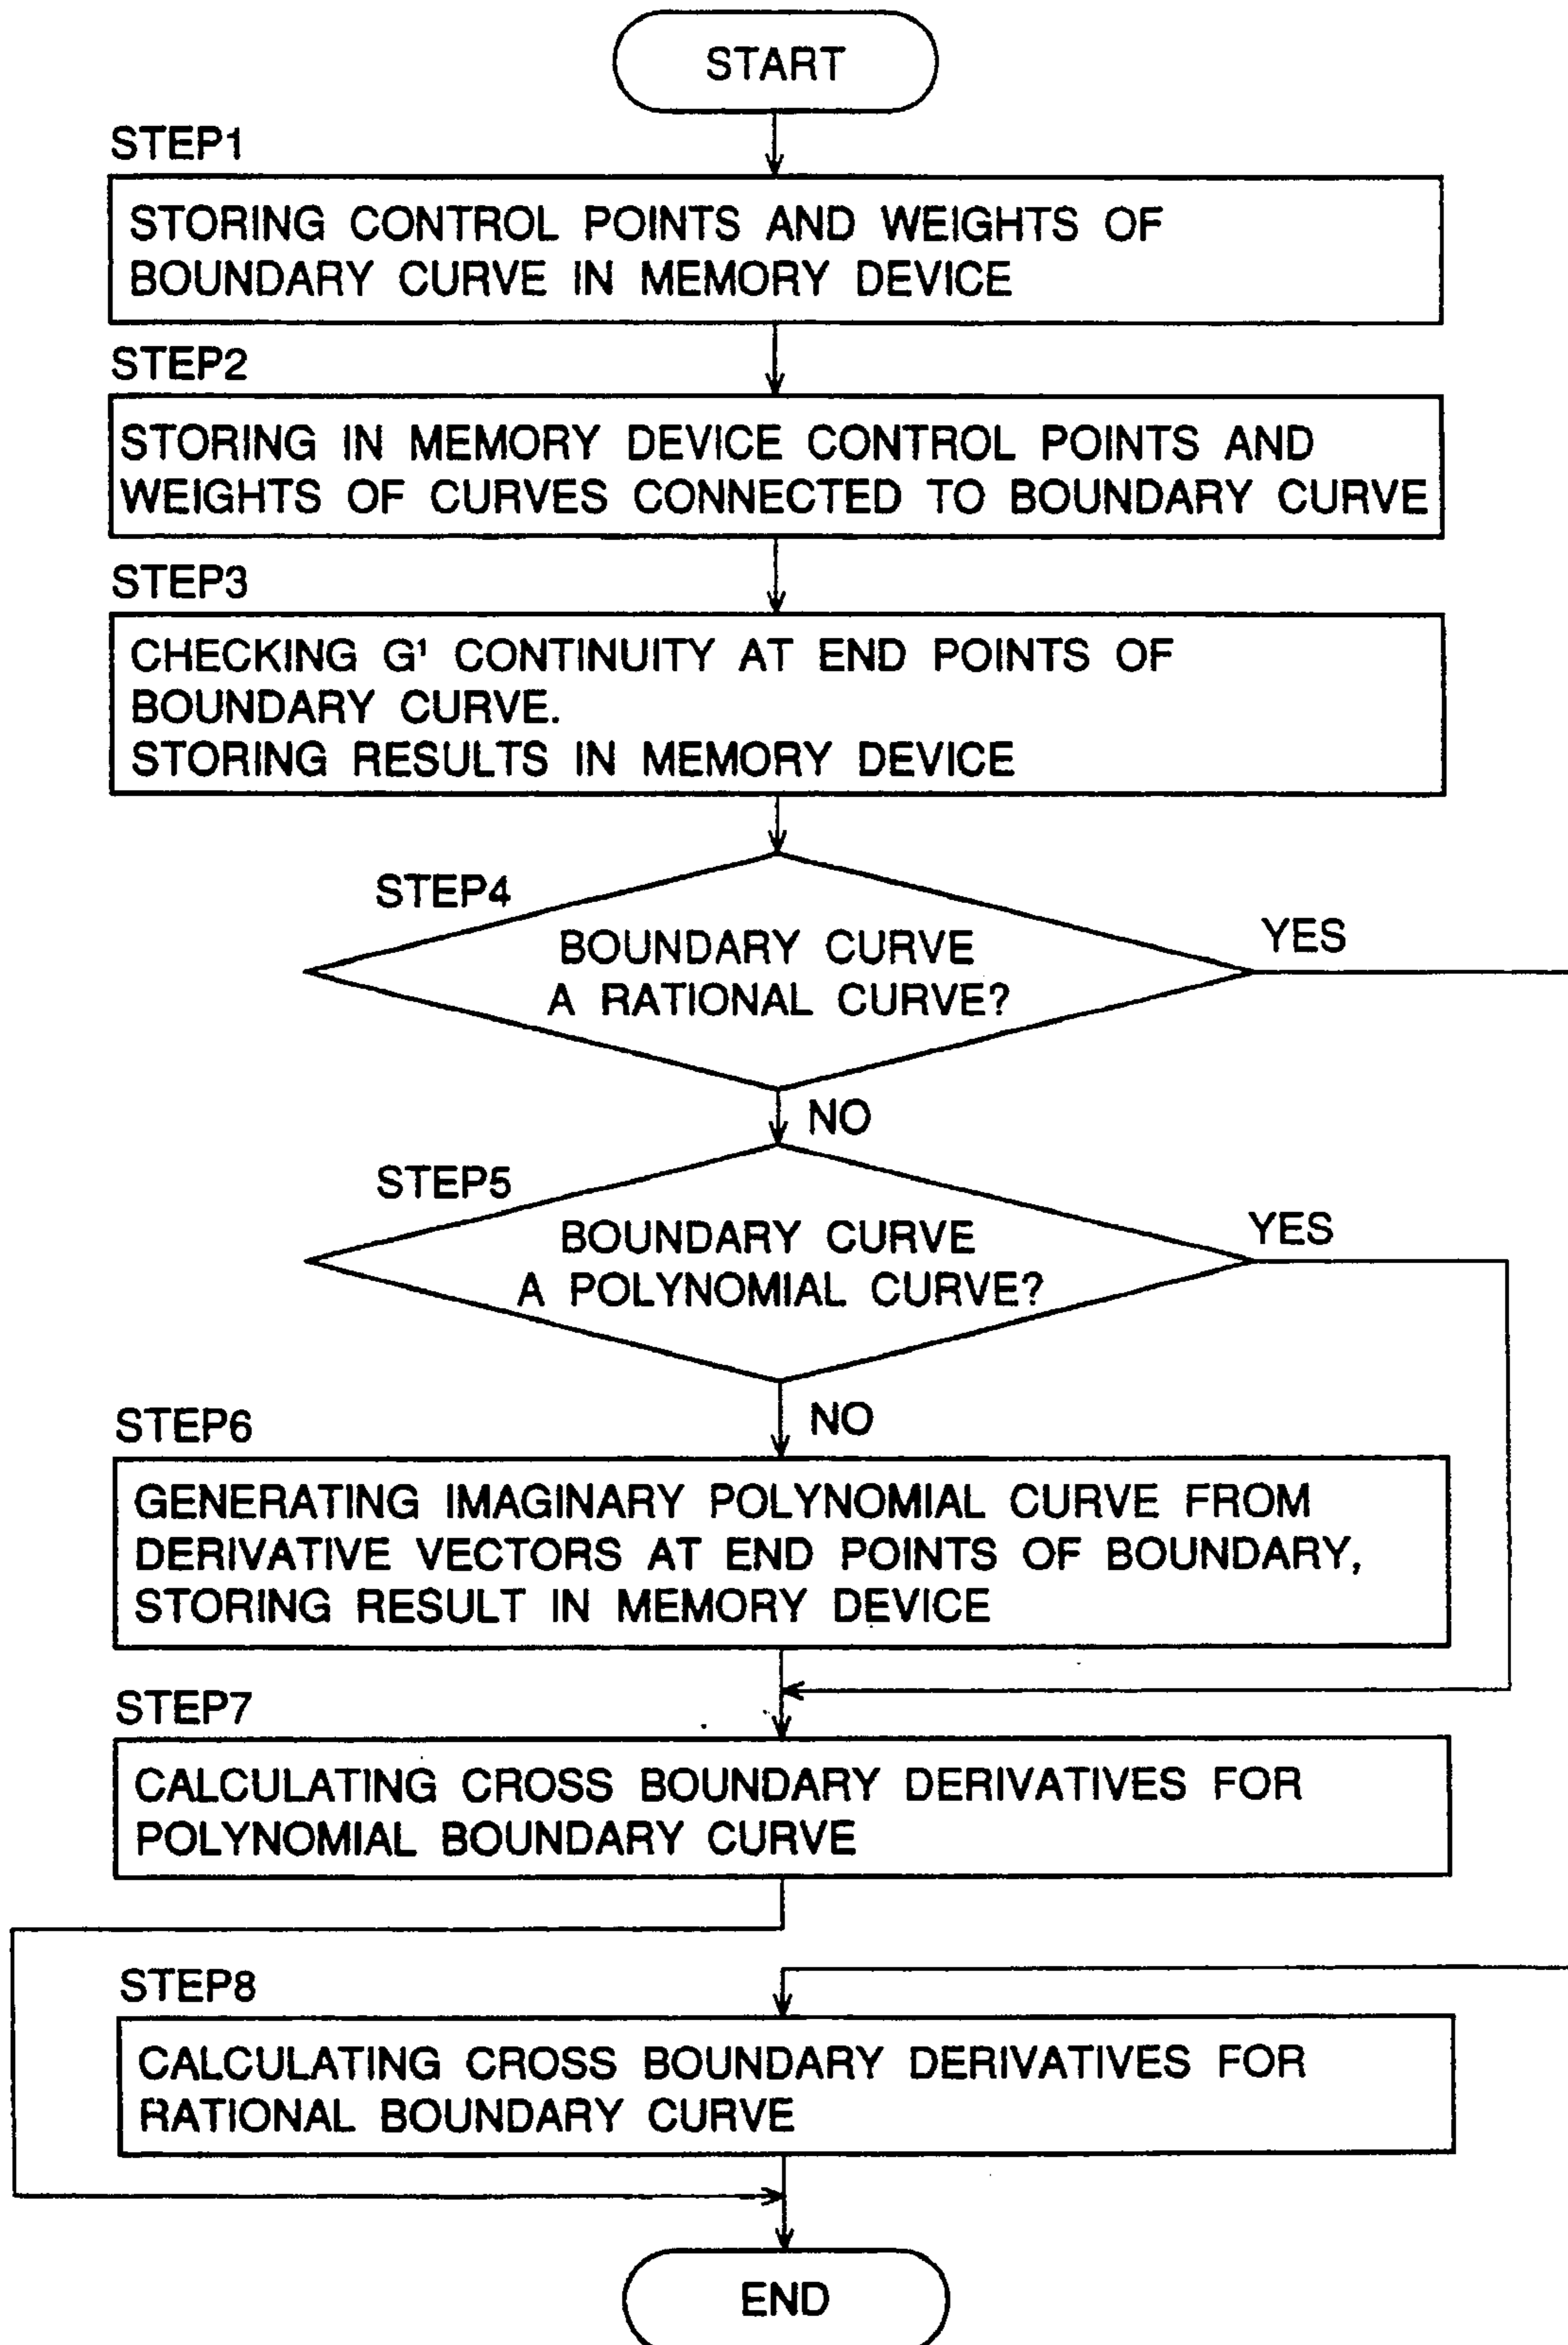 START
STEP1
STORING CONTROL POINTS AND WEIGHTS OF
BOUNDARY CURVE IN MEMORY DEVICE
STEP2
STORING IN MEMORY DEVICE CONTROL POINTS AND
WEIGHTS OF CURVES CONNECTED TO BOUNDARY CURVE
STEP3
CHECKING G¹ CONTINUITY AT END POINTS OF
BOUNDARY CURVE.
STORING RESULTS IN MEMORY DEVICE
STEP4
BOUNDARY CURVE
A RATIONAL CURVE?
YES
NO
STEP5
BOUNDARY CURVE
A POLYNOMIAL CURVE?
YES
NO
STEP6
GENERATING IMAGINARY POLYNOMIAL CURVE FROM
DERIVATIVE VECTORS AT END POINTS OF BOUNDARY,
STORING RESULT IN MEMORY DEVICE
STEP7
CALCULATING CROSS BOUNDARY DERIVATIVES FOR
POLYNOMIAL BOUNDARY CURVE
STEP8
CALCULATING CROSS BOUNDARY DERIVATIVES FOR
RATIONAL BOUNDARY CURVE
END